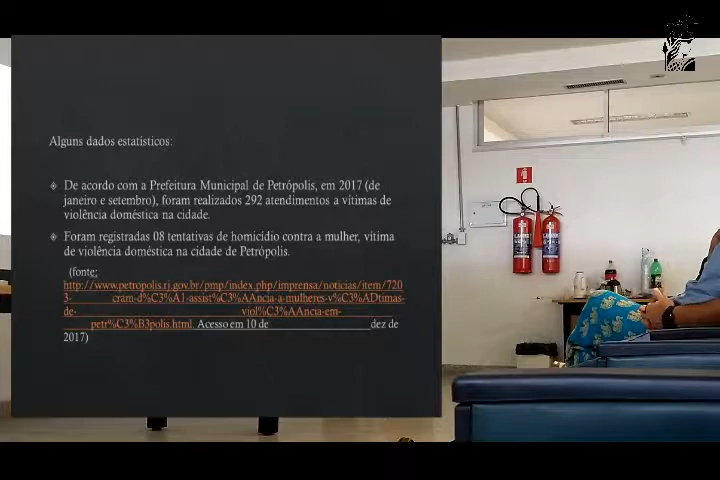 Alguns dados estatísticos:
De acordo com a Prefeitura Municipal de Petrópolis, em 2017 (de
janeiro e setembro), foram realizados 292 atendimentos a vítimas de
violência doméstica na cidade.
Foram registradas 08 tentativas de homicídio contra a mulher, vítima
de violência doméstica na cidade de Petrópolis.
(fonte:
http://www.petropolis.rj.gov.br/pmp/index.php/imprensa/noticias/item/720
3- cram-d%C3%A1-assist%C3%AAncia-a-mulheres-v%C3%ADtimas-
de- viol%C3%AAncia-em-
petr%C3%B3polis.html. Acesso em 10 de dez de
2017)